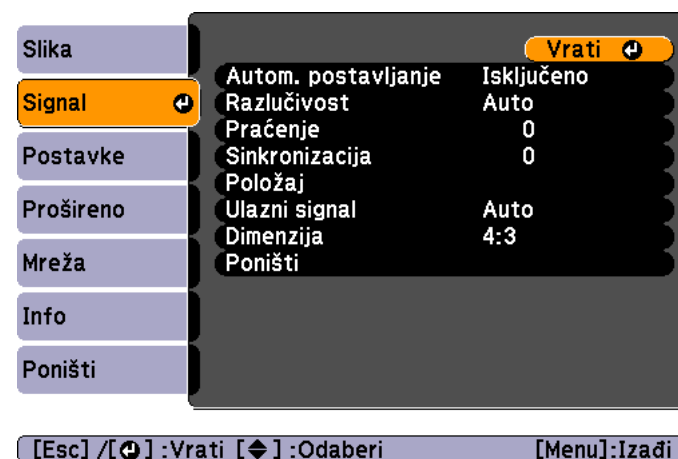 Slika
Signal
Postavke
Prošireno
Mreža
Info
Poništi
Vrati
Autom. postavljanje Isključeno
Razlučivost Auto
Praćenje 0
Sinkronizacija 0
Položaj
Ulazni signal Auto
Dimenzija 4:3
Poništi
[Esc] /[⏎] :Vrati [◆] :Odaberi [Menu]:Izađi